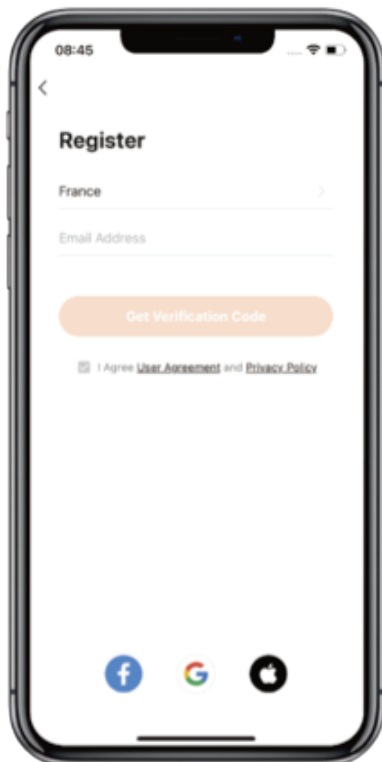 08:45
Register
France
Email Address
Get Verification Code
I Agree User Agreement and Privacy Policy